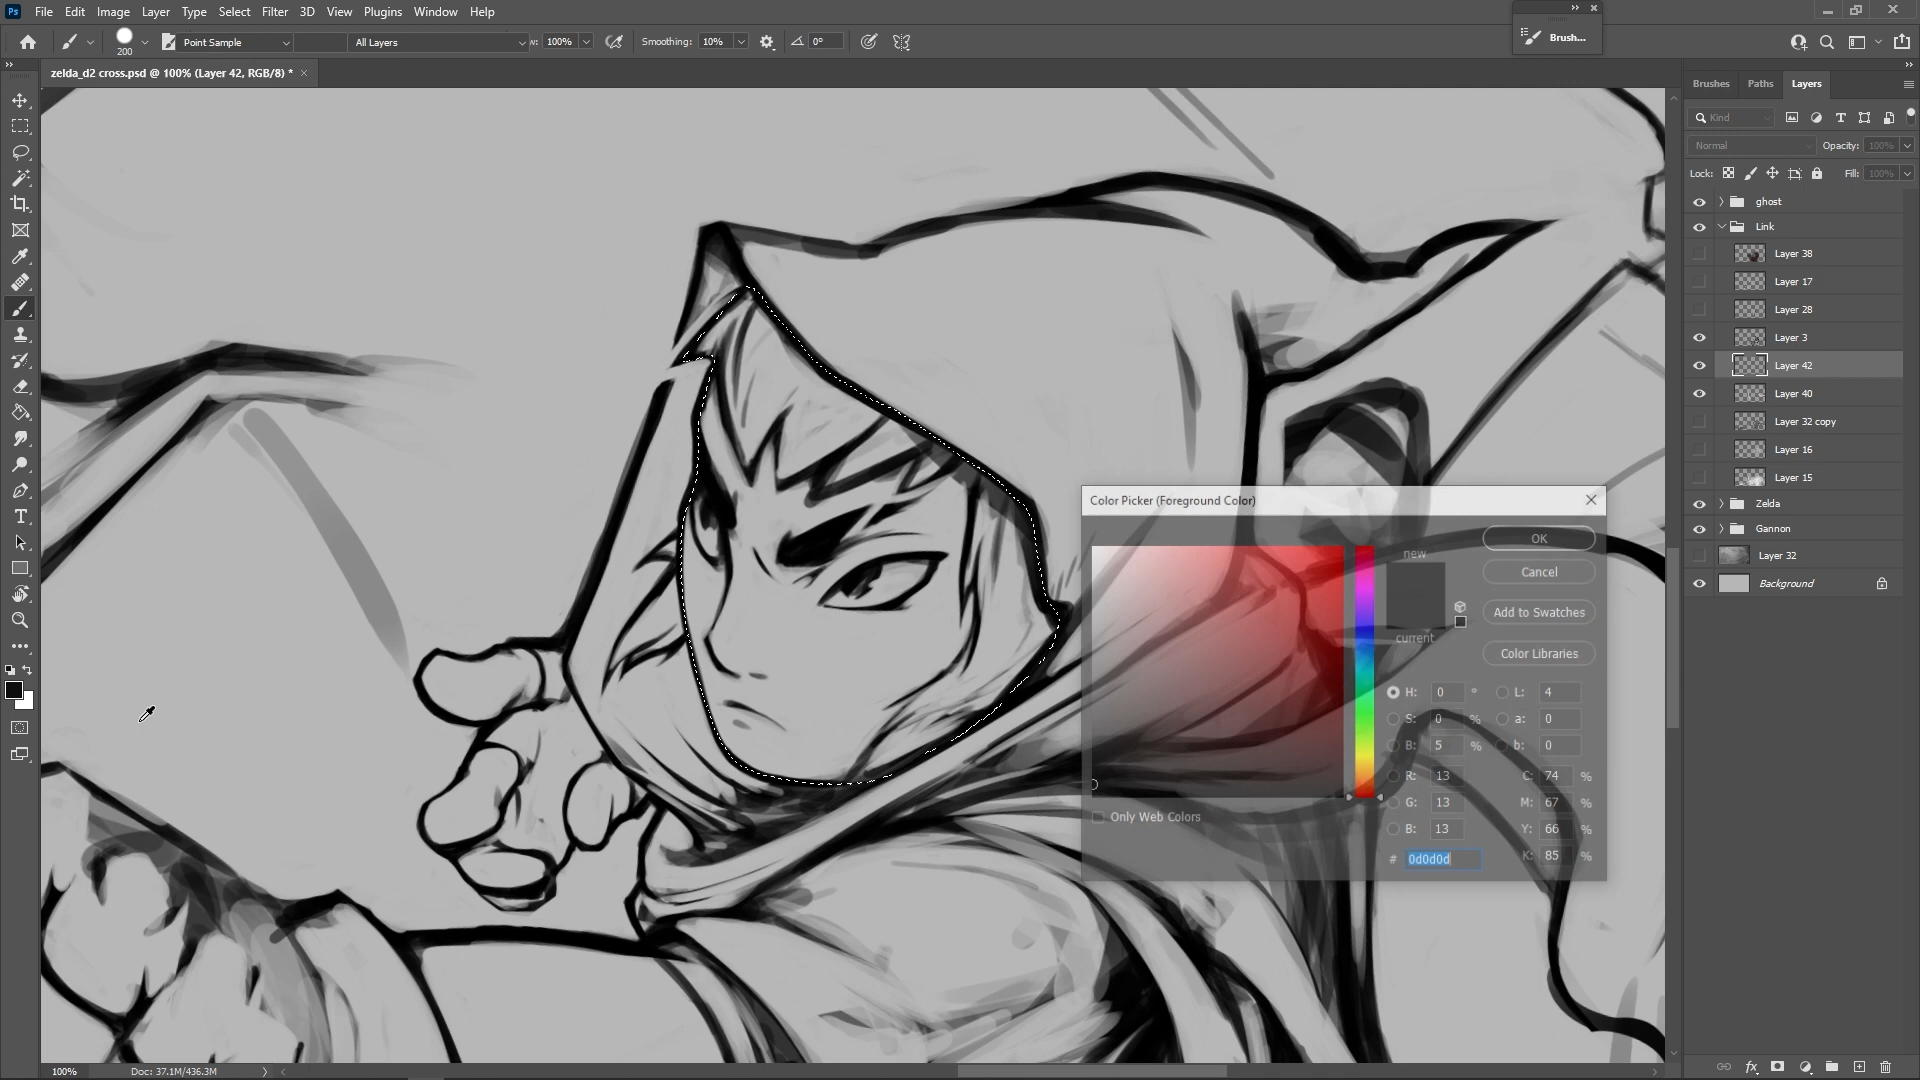 Ps File Edit Image Layer Type Select Filter 3D View Plugins Window Help
200 Point Sample All Layers 100% Smoothing: 10% 0°
Brush...
zelda_d2 cross.psd @ 100% (Layer 42, RGB/8) *
Brushes Paths Layers
Kind
Normal Opacity: 100%
Lock: Fill: 100%
ghost
Link
Layer 38
Layer 17
Layer 28
Layer 3
Layer 42
Layer 40
Layer 32 copy
Layer 16
Layer 15
Zelda
Gannon
Layer 32
Background
Color Picker (Foreground Color)
new
current
OK
Cancel
Add to Swatches
Color Libraries
H: 0 ° L: 4
S: 0 % a: 0
B: 5 % b: 0
R: 13 C: 74 %
G: 13 M: 67 %
B: 13 Y: 66 %
# 0d0d0d K: 85 %
Only Web Colors
100% Doc: 37.1M/436.3M